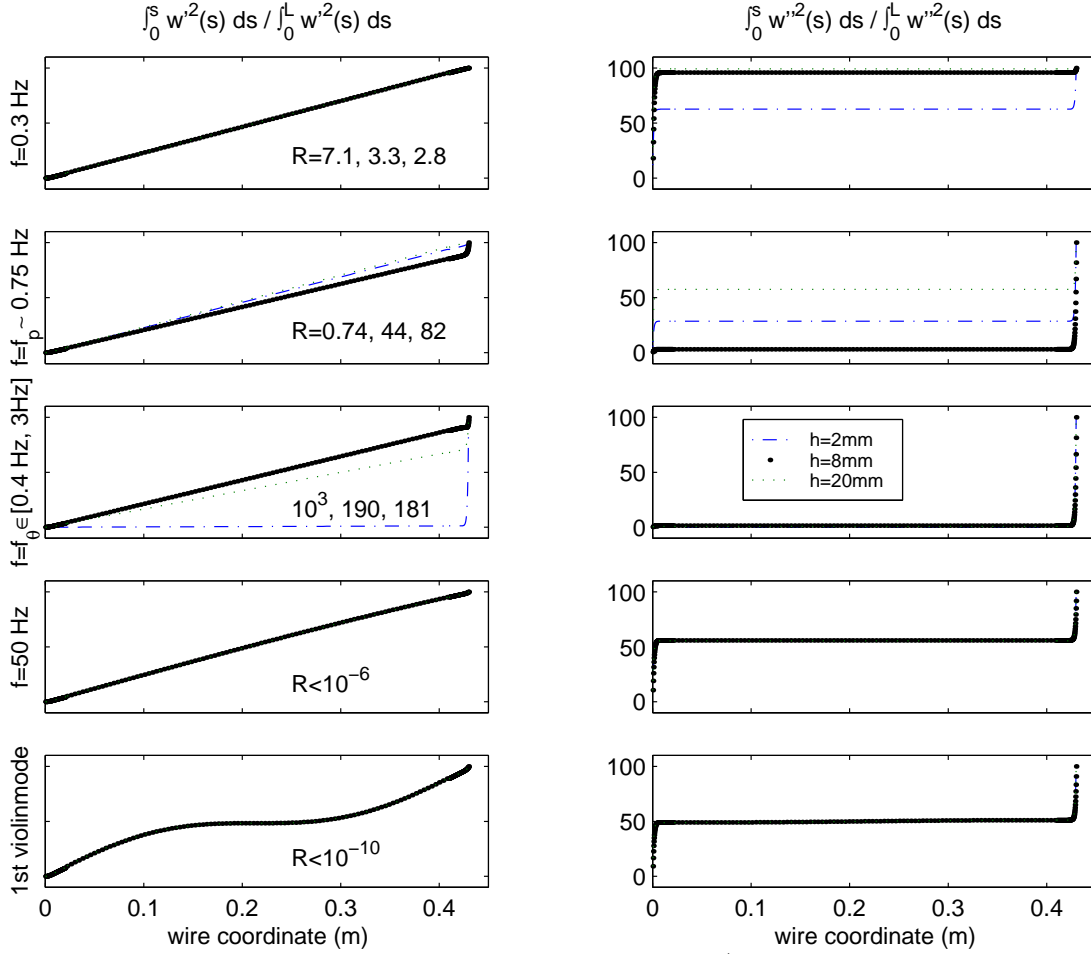 ∫₀ˢ w'²(s) ds / ∫₀ᴸ w'²(s) ds
∫₀ˢ w''²(s) ds / ∫₀ᴸ w''²(s) ds
f=0.3 Hz
R=7.1, 3.3, 2.8
100
50
0
f=fₚ ~ 0.75 Hz
R=0.74, 44, 82
100
50
0
f=f_θ ∈ [0.4 Hz, 3Hz]
10³, 190, 181
100
50
0
h=2mm
h=8mm
h=20mm
f=50 Hz
R<10⁻⁶
100
50
0
1st violinmode
R<10⁻¹⁰
100
50
0
0 0.1 0.2 0.3 0.4
wire coordinate (m)
0 0.1 0.2 0.3 0.4
wire coordinate (m)